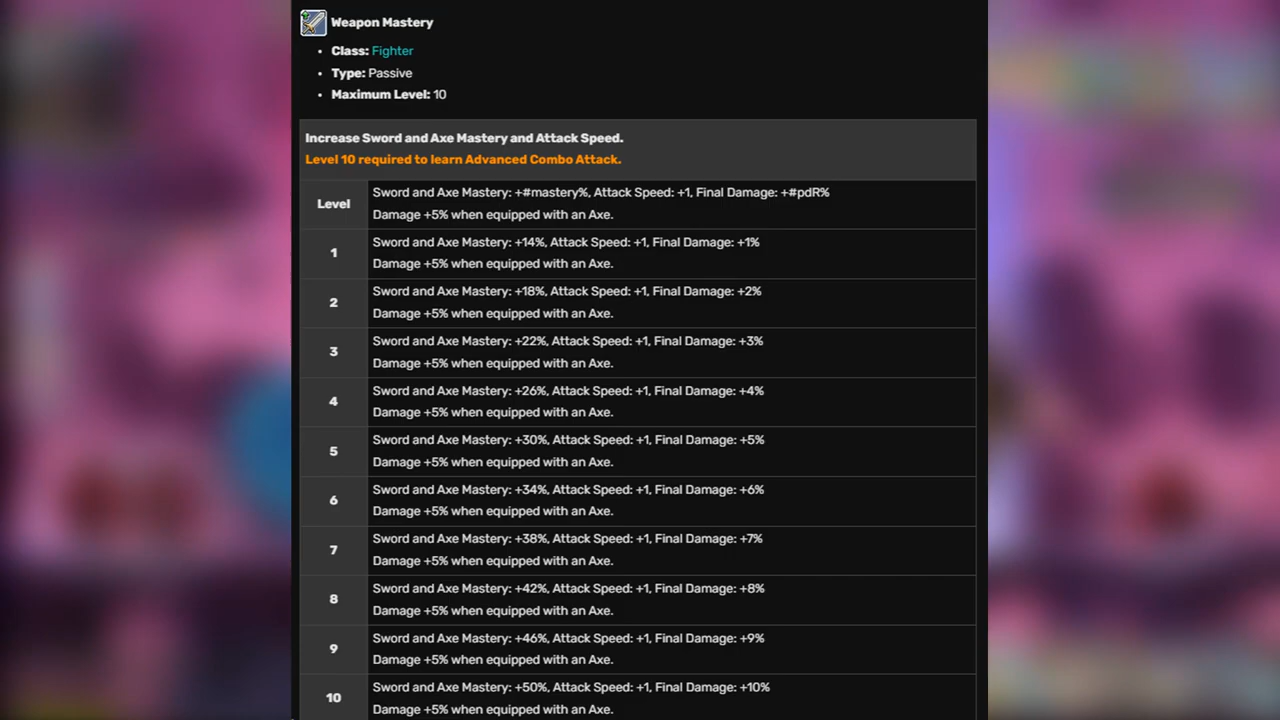 Weapon Mastery
• Class: Fighter
• Type: Passive
• Maximum Level: 10
Increase Sword and Axe Mastery and Attack Speed.
Level 10 required to learn Advanced Combo Attack.
Level
Sword and Axe Mastery: +#mastery%, Attack Speed: +1, Final Damage: +#pdR%
Damage +5% when equipped with an Axe.
1
Sword and Axe Mastery: +14%, Attack Speed: +1, Final Damage: +1%
Damage +5% when equipped with an Axe.
2
Sword and Axe Mastery: +18%, Attack Speed: +1, Final Damage: +2%
Damage +5% when equipped with an Axe.
3
Sword and Axe Mastery: +22%, Attack Speed: +1, Final Damage: +3%
Damage +5% when equipped with an Axe.
4
Sword and Axe Mastery: +26%, Attack Speed: +1, Final Damage: +4%
Damage +5% when equipped with an Axe.
5
Sword and Axe Mastery: +30%, Attack Speed: +1, Final Damage: +5%
Damage +5% when equipped with an Axe.
6
Sword and Axe Mastery: +34%, Attack Speed: +1, Final Damage: +6%
Damage +5% when equipped with an Axe.
7
Sword and Axe Mastery: +38%, Attack Speed: +1, Final Damage: +7%
Damage +5% when equipped with an Axe.
8
Sword and Axe Mastery: +42%, Attack Speed: +1, Final Damage: +8%
Damage +5% when equipped with an Axe.
9
Sword and Axe Mastery: +46%, Attack Speed: +1, Final Damage: +9%
Damage +5% when equipped with an Axe.
10
Sword and Axe Mastery: +50%, Attack Speed: +1, Final Damage: +10%
Damage +5% when equipped with an Axe.